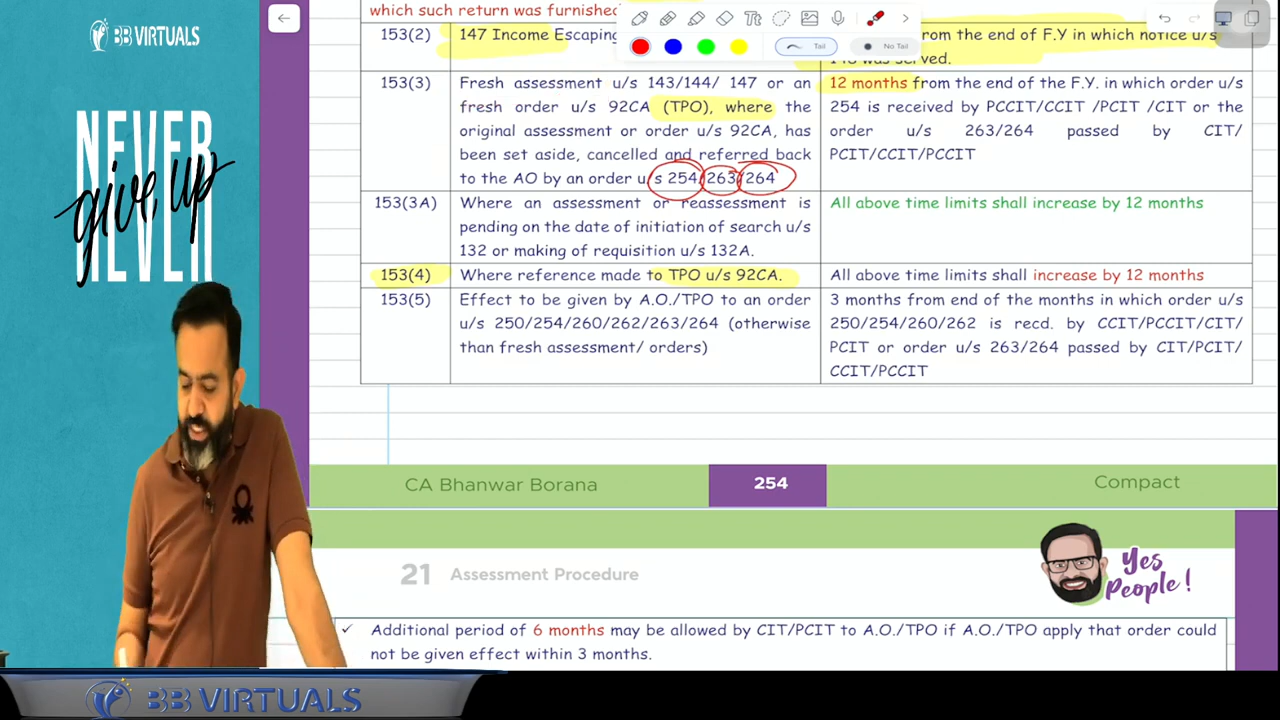 BB VIRTUALS
NEVER
give up
NEVER
which such return was furnished
Tt
Tail
No Tail
153(2)
147 Income Escaping
from the end of F.Y in which notice u/s
148 was served.
153(3)
Fresh assessment u/s 143/144/ 147 or an
fresh order u/s 92CA (TPO), where the
original assessment or order u/s 92CA, has
been set aside, cancelled and referred back
to the AO by an order u/s 254/263/264
12 months from the end of the F.Y. in which order u/s
254 is received by PCCIT/CCIT /PCIT /CIT or the
order u/s 263/264 passed by CIT/
PCIT/CCIT/PCCIT
153(3A)
Where an assessment or reassessment is
pending on the date of initiation of search u/s
132 or making of requisition u/s 132A.
All above time limits shall increase by 12 months
153(4)
Where reference made to TPO u/s 92CA.
All above time limits shall increase by 12 months
153(5)
Effect to be given by A.O./TPO to an order
u/s 250/254/260/262/263/264 (otherwise
than fresh assessment/ orders)
3 months from end of the months in which order u/s
250/254/260/262 is recd. by CCIT/PCCIT/CIT/
PCIT or order u/s 263/264 passed by CIT/PCIT/
CCIT/PCCIT
CA Bhanwar Borana
254
Compact
21 Assessment Procedure
Yes
People !
✓ Additional period of 6 months may be allowed by CIT/PCIT to A.O./TPO if A.O./TPO apply that order could
not be given effect within 3 months.
BB VIRTUALS